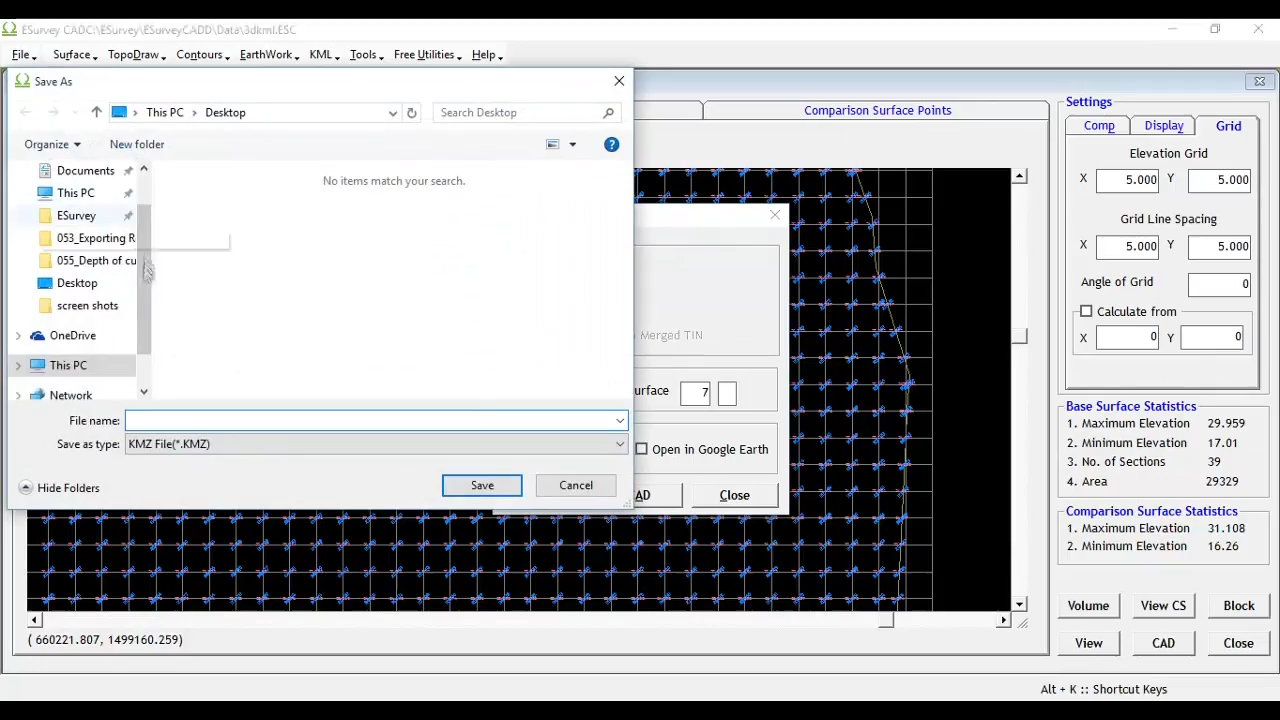 ESurvey CADC:\ESurvey\ESurveyCADD\Data\3dkml.ESC
File Surface TopoDraw Contours EarthWork KML Tools Free Utilities Help
Save As
This PC > Desktop
Search Desktop
Organize
New folder
Documents
This PC
ESurvey
053_Exporting R
055_Depth of cu
Desktop
screen shots
OneDrive
This PC
Network
No items match your search.
File name:
Save as type: KMZ File(*.KMZ)
Hide Folders
Save
Cancel
Merged TIN
urface 7
Open in Google Earth
AD
Close
Comparison Surface Points
Settings
Comp Display Grid
Elevation Grid
X 5.000 Y 5.000
Grid Line Spacing
X 5.000 Y 5.000
Angle of Grid 0
Calculate from
X 0 Y 0
Base Surface Statistics
1. Maximum Elevation 29.959
2. Minimum Elevation 17.01
3. No. of Sections 39
4. Area 29329
Comparison Surface Statistics
1. Maximum Elevation 31.108
2. Minimum Elevation 16.26
Volume View CS Block
View CAD Close
( 660221.807, 1499160.259)
Alt + K :: Shortcut Keys